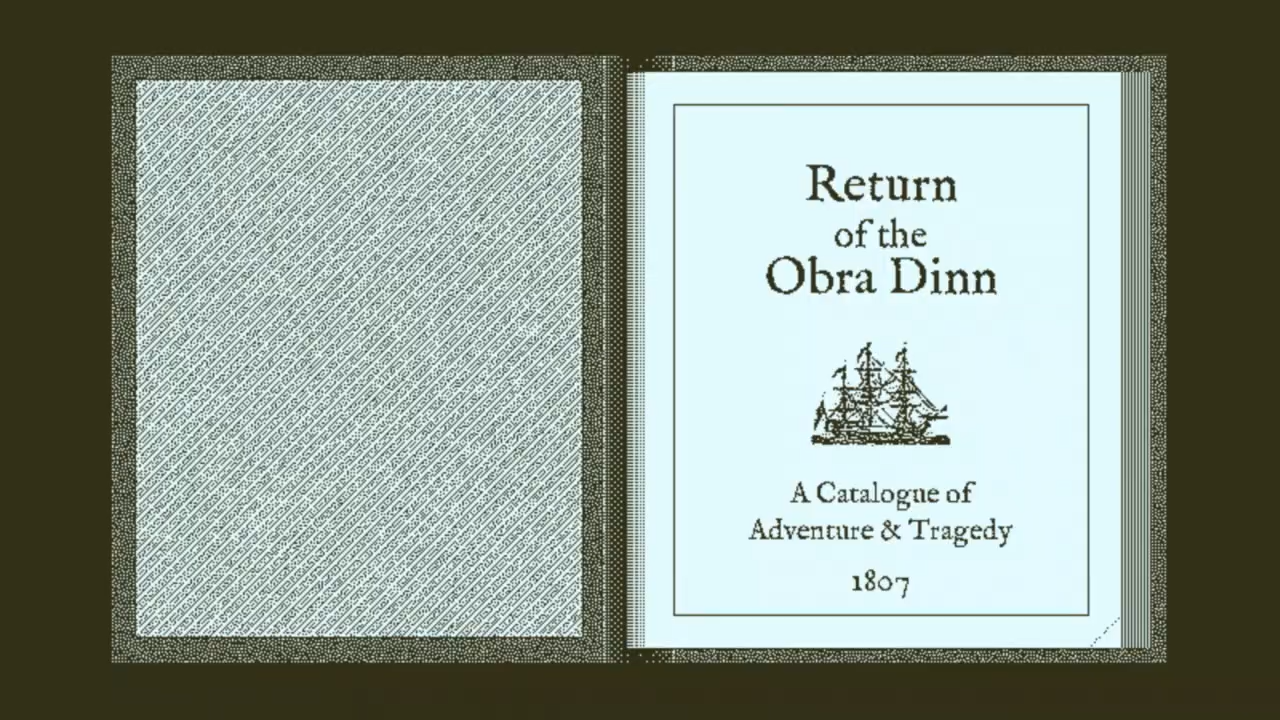 Return
of the
Obra Dinn
A Catalogue of
Adventure & Tragedy
1807